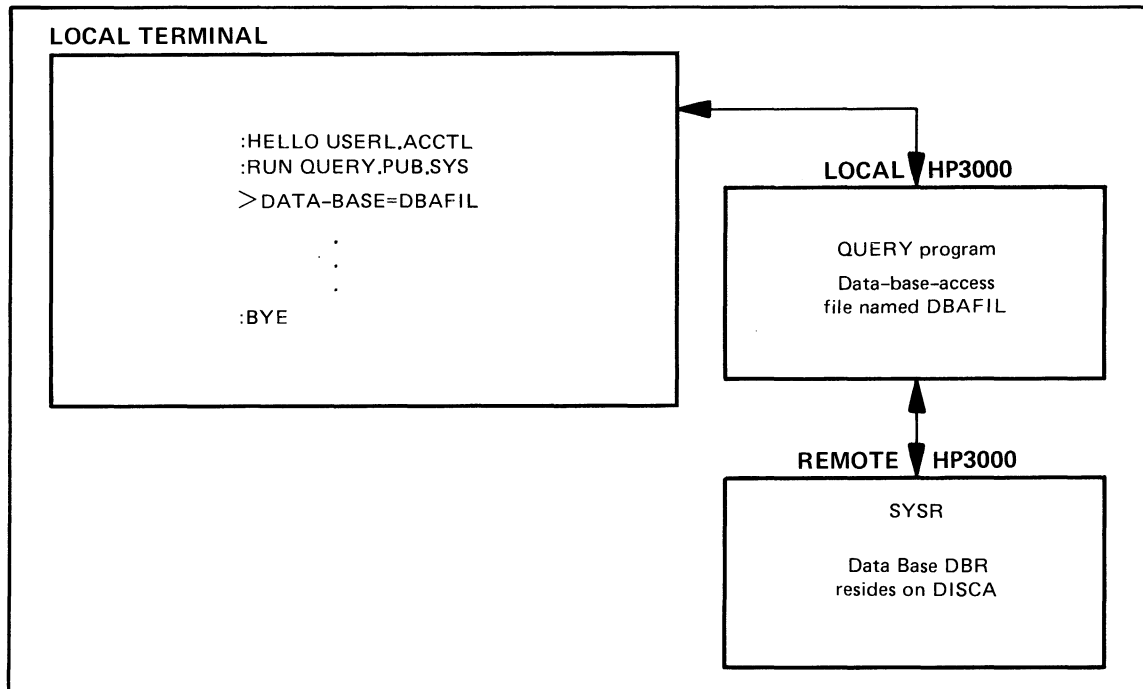 LOCAL TERMINAL
:HELLO USERL.ACCTL
:RUN QUERY.PUB.SYS
>DATA-BASE=DBAFIL
.
.
.
:BYE
LOCAL HP3000
QUERY program
Data-base-access
file named DBAFIL
REMOTE HP3000
SYSR
Data Base DBR
resides on DISCA